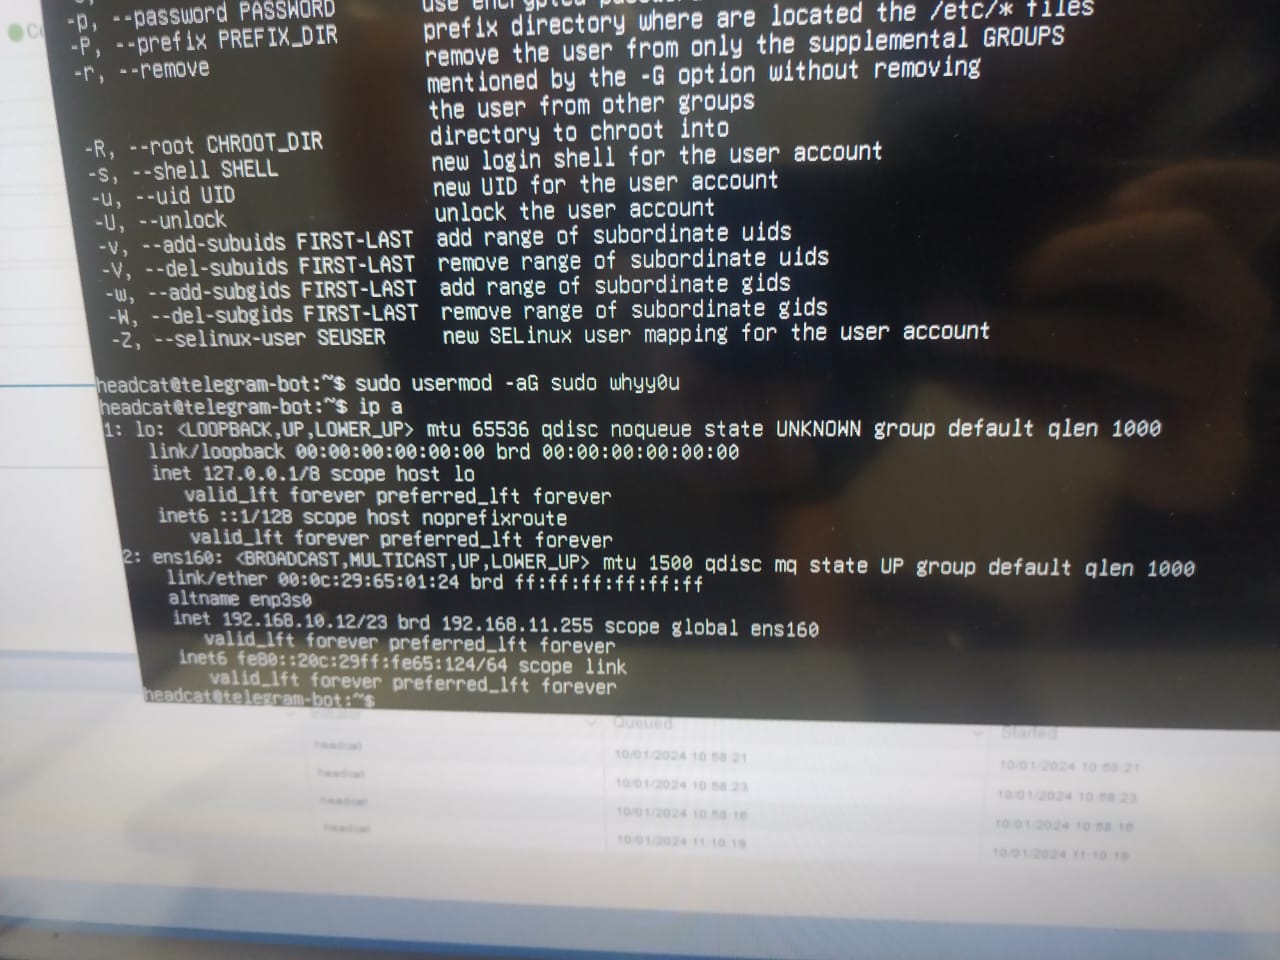 -p, --password PASSWORD
-P, --prefix PREFIX_DIR prefix directory where are located the /etc/* files
-r, --remove remove the user from only the supplemental GROUPS
mentioned by the -G option without removing
the user from other groups
-R, --root CHROOT_DIR directory to chroot into
-s, --shell SHELL new login shell for the user account
-u, --uid UID new UID for the user account
-U, --unlock unlock the user account
-v, --add-subuids FIRST-LAST add range of subordinate uids
-V, --del-subuids FIRST-LAST remove range of subordinate uids
-w, --add-subgids FIRST-LAST add range of subordinate gids
-W, --del-subgids FIRST-LAST remove range of subordinate gids
-Z, --selinux-user SEUSER new SELinux user mapping for the user account
headcat@telegram-bot:~$ sudo usermod -aG sudo whyy0u
headcat@telegram-bot:~$ ip a
1: lo: <LOOPBACK,UP,LOWER_UP> mtu 65536 qdisc noqueue state UNKNOWN group default qlen 1000
link/loopback 00:00:00:00:00:00 brd 00:00:00:00:00:00
inet 127.0.0.1/8 scope host lo
valid_lft forever preferred_lft forever
inet6 ::1/128 scope host noprefixroute
valid_lft forever preferred_lft forever
2: ens160: <BROADCAST,MULTICAST,UP,LOWER_UP> mtu 1500 qdisc mq state UP group default qlen 1000
link/ether 00:0c:29:65:01:24 brd ff:ff:ff:ff:ff:ff
altname enp3s0
inet 192.168.10.12/23 brd 192.168.11.255 scope global ens160
valid_lft forever preferred_lft forever
inet6 fe80::20c:29ff:fe65:124/64 scope link
valid_lft forever preferred_lft forever
headcat@telegram-bot:~$
Queued Started
headcat 10/01/2024 10:58:21 10/01/2024 10:58:21
headcat 10/01/2024 10:58:23 10/01/2024 10:58:23
headcat 10/01/2024 10:58:16 10/01/2024 10:58:16
headcat 10/01/2024 11:10:19 10/01/2024 11:10:19